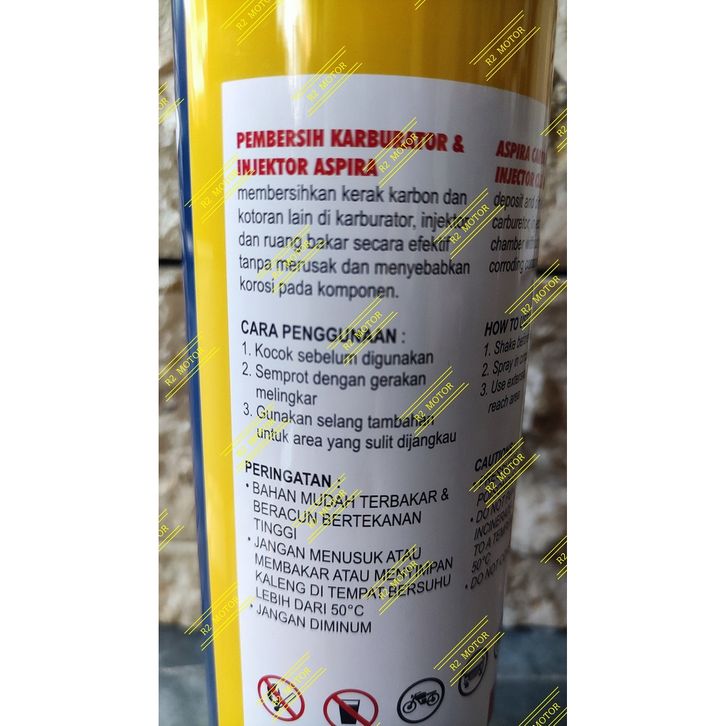 PEMBERSIH KARBURATOR &
INJEKTOR ASPIRA
membersihkan kerak karbon dan
kotoran lain di karburator, injektor
dan ruang bakar secara efektif
tanpa merusak dan menyebabkan
korosi pada komponen.
CARA PENGGUNAAN :
1. Kocok sebelum digunakan
2. Semprot dengan gerakan
melingkar
3. Gunakan selang tambahan
untuk area yang sulit dijangkau
PERINGATAN :
• BAHAN MUDAH TERBAKAR &
BERACUN BERTEKANAN
TINGGI
• JANGAN MENUSUK ATAU
MEMBAKAR ATAU MENYIMPAN
KALENG DI TEMPAT BERSUHU
LEBIH DARI 50°C
• JANGAN DIMINUM
ASPIRA
INJECTOR
deposit and
carburetor,
chamber
corroding
HOW TO
1. Shake
2. Spray in
3. Use
reach area
CAUTION
• DO NOT
TO A
50°C
• DO NOT
R2 MOTOR